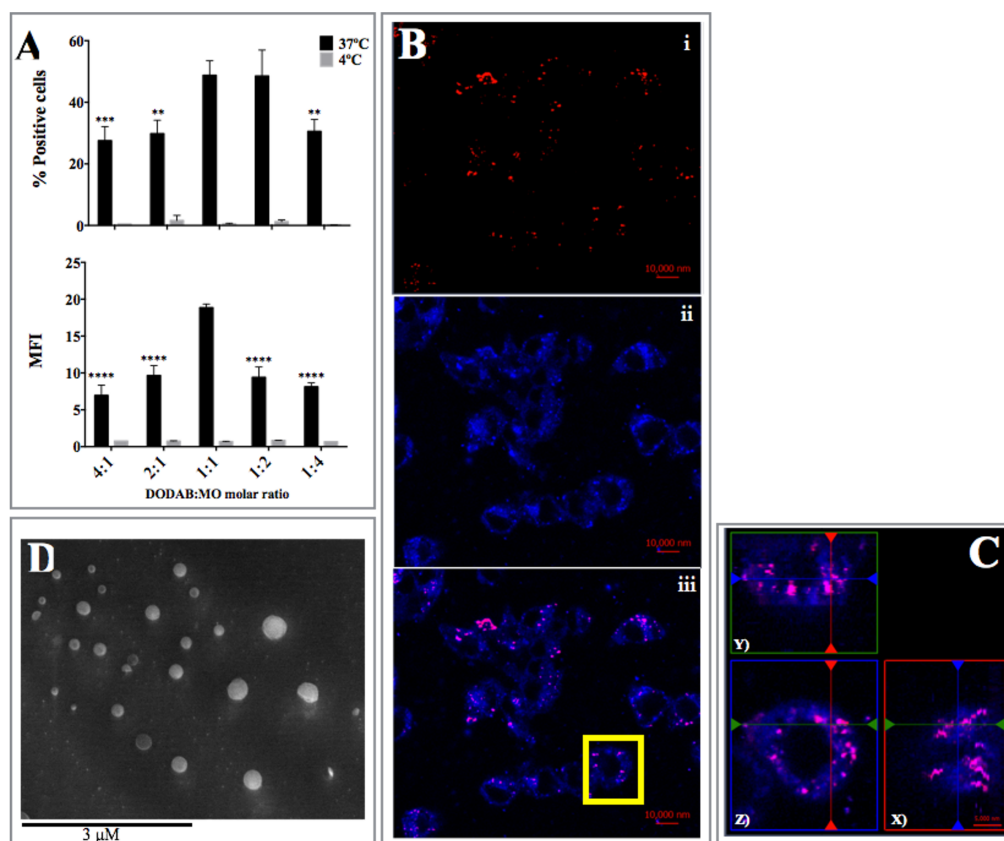 A
60
40
20
0
% Positive cells
37ºC
4ºC
***
**
**
25
20
15
10
5
0
MFI
****
****
****
****
4:1
2:1
1:1
1:2
1:4
DODAB:MO molar ratio
B
i
10,000 nm
ii
10,000 nm
iii
10,000 nm
C
Y)
Z)
X)
D
3 µM